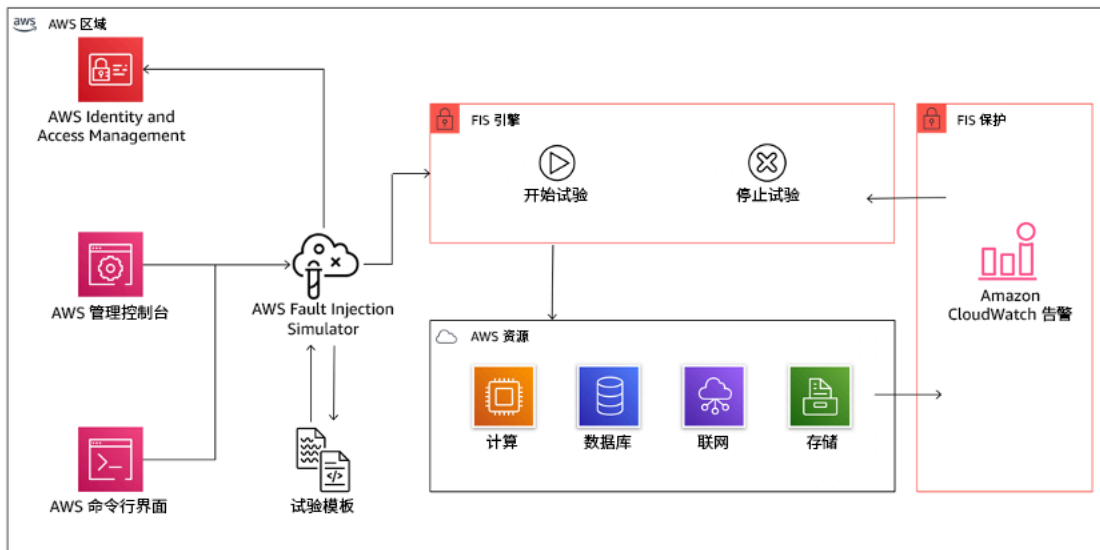 aws
AWS 区域
AWS Identity and
Access Management
FIS 引擎
FIS 保护
开始试验
停止试验
AWS 管理控制台
AWS Fault Injection
Simulator
Amazon
CloudWatch 告警
AWS 资源
计算
数据库
联网
存储
AWS 命令行界面
试验模板